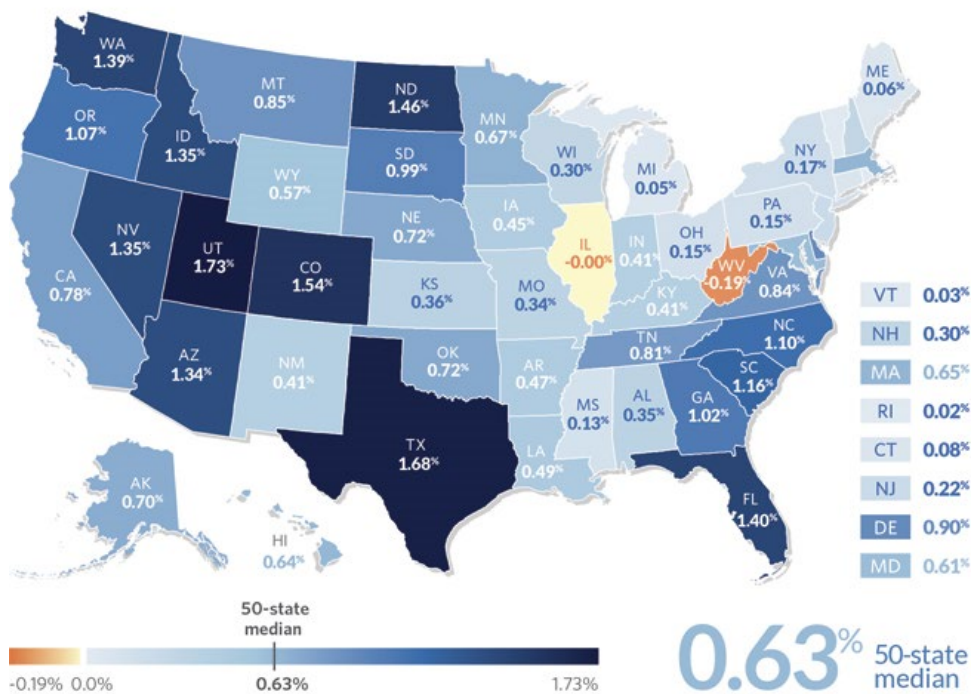 WA
1.39%
MT
0.85%
ND
1.46%
MN
0.67%
ME
0.06%
OR
1.07%
ID
1.35%
WY
0.57%
SD
0.99%
WI
0.30%
MI
0.05%
NY
0.17%
NV
1.35%
UT
1.73%
CO
1.54%
NE
0.72%
IA
0.45%
IL
-0.00%
IN
0.41%
OH
0.15%
PA
0.15%
CA
0.78%
KS
0.36%
MO
0.34%
KY
0.41%
WV
-0.19%
VA
0.84%
AZ
1.34%
NM
0.41%
OK
0.72%
AR
0.47%
TN
0.81%
NC
1.10%
SC
1.16%
TX
1.68%
LA
0.49%
MS
0.13%
AL
0.35%
GA
1.02%
FL
1.40%
AK
0.70%
HI
0.64%
VT 0.03%
NH 0.30%
MA 0.65%
RI 0.02%
CT 0.08%
NJ 0.22%
DE 0.90%
MD 0.61%
50-state
median
-0.19% 0.0% 0.63% 1.73%
0.63% 50-state
median